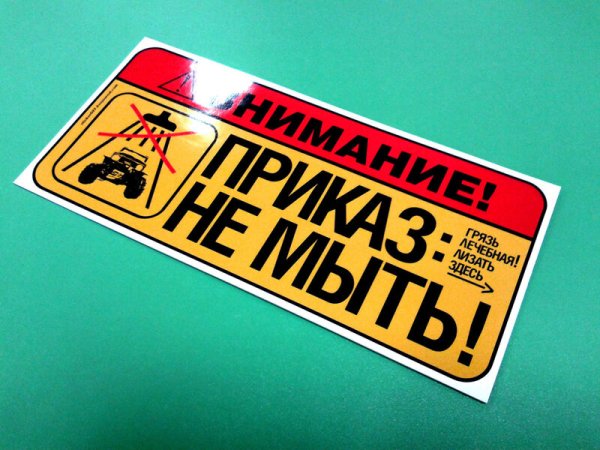 ВНИМАНИЕ!
ПРИКАЗ:
НЕ МЫТЬ!
ГРЯЗЬ
ЛЕЧЕБНАЯ!
ЛИЗАТЬ
ЗДЕСЬ